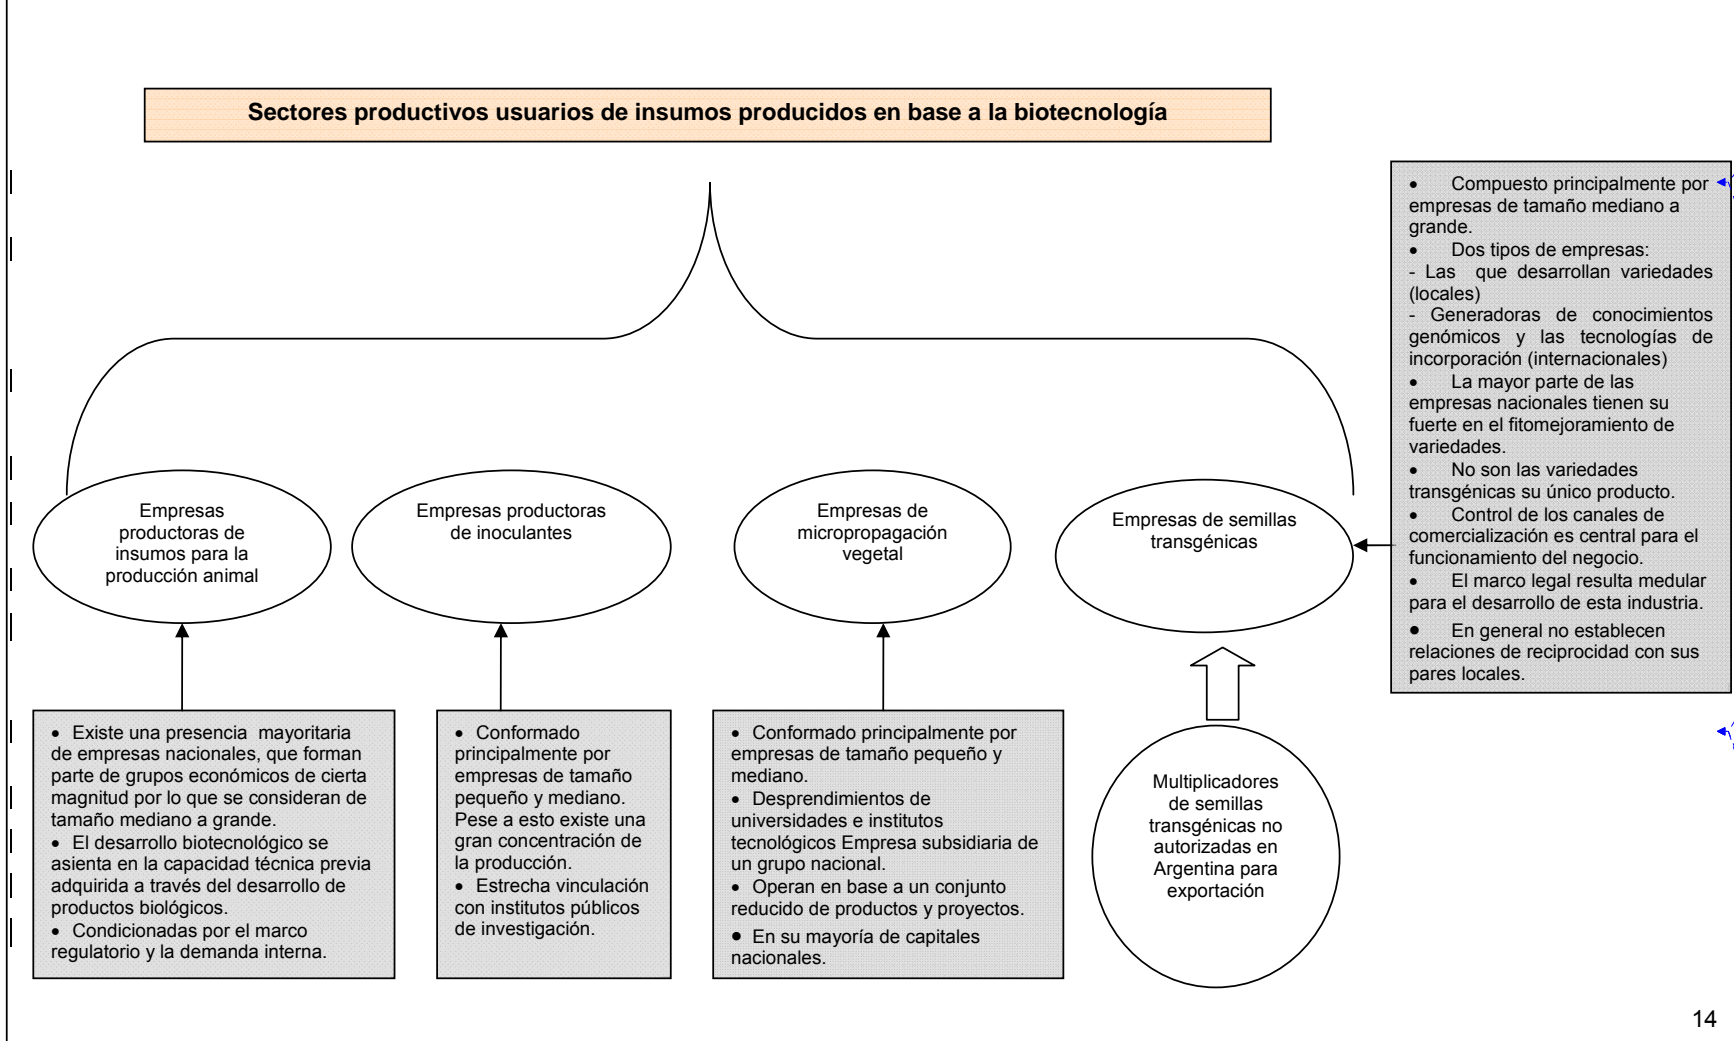 Sectores productivos usuarios de insumos producidos en base a la biotecnología
• Compuesto principalmente por
empresas de tamaño mediano a
grande.
• Dos tipos de empresas:
- Las que desarrollan variedades
(locales)
- Generadoras de conocimientos
genómicos y las tecnologías de
incorporación (internacionales)
• La mayor parte de las
empresas nacionales tienen su
fuerte en el fitomejoramiento de
variedades.
• No son las variedades
transgénicas su único producto.
• Control de los canales de
comercialización es central para el
funcionamiento del negocio.
• El marco legal resulta medular
para el desarrollo de esta industria.
• En general no establecen
relaciones de reciprocidad con sus
pares locales.
Empresas
productoras de
insumos para la
producción animal
Empresas productoras
de inoculantes
Empresas de
micropropagación
vegetal
Empresas de semillas
transgénicas
• Existe una presencia mayoritaria
de empresas nacionales, que forman
parte de grupos económicos de cierta
magnitud por lo que se consideran de
tamaño mediano a grande.
• El desarrollo biotecnológico se
asienta en la capacidad técnica previa
adquirida a través del desarrollo de
productos biológicos.
• Condicionadas por el marco
regulatorio y la demanda interna.
• Conformado
principalmente por
empresas de tamaño
pequeño y mediano.
Pese a esto existe una
gran concentración de
la producción.
• Estrecha vinculación
con institutos públicos
de investigación.
• Conformado principalmente por
empresas de tamaño pequeño y
mediano.
• Desprendimientos de
universidades e institutos
tecnológicos Empresa subsidiaria de
un grupo nacional.
• Operan en base a un conjunto
reducido de productos y proyectos.
• En su mayoría de capitales
nacionales.
Multiplicadores
de semillas
transgénicas no
autorizadas en
Argentina para
exportación
14